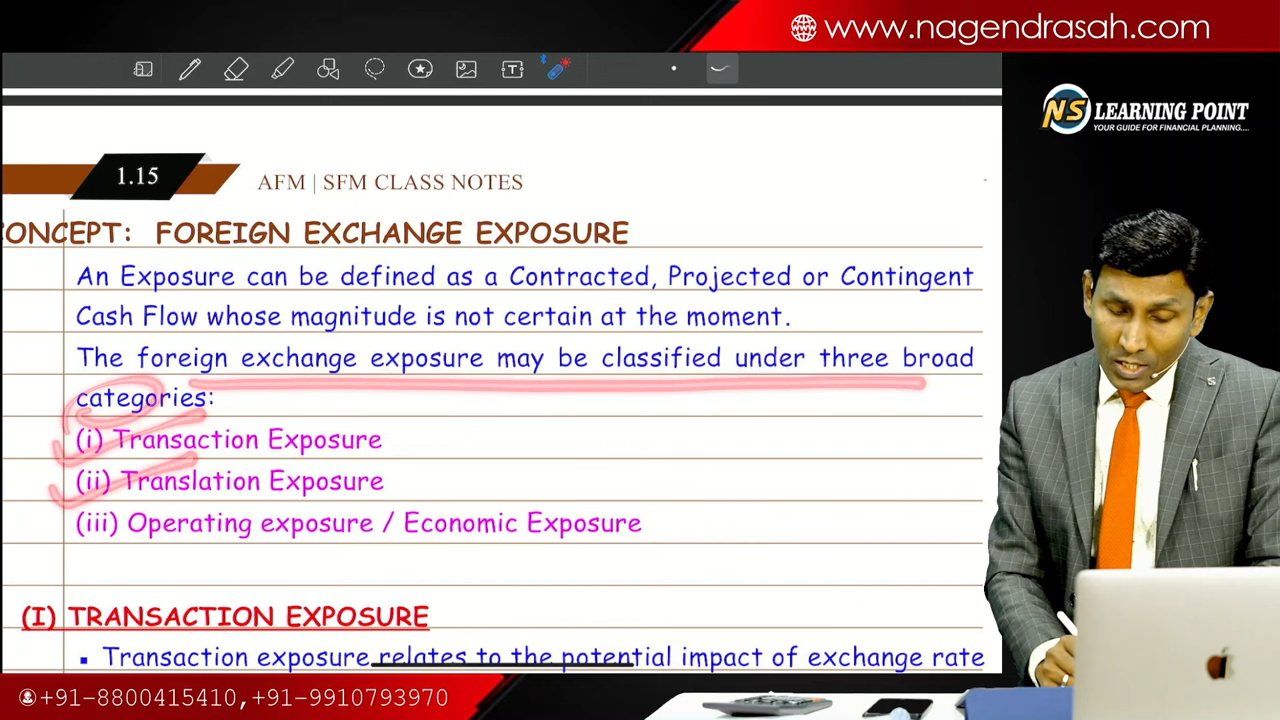 www.nagendrasah.com
NS LEARNING POINT
YOUR GUIDE FOR FINANCIAL PLANNING....
1.15
AFM | SFM CLASS NOTES
ONCEPT: FOREIGN EXCHANGE EXPOSURE
An Exposure can be defined as a Contracted, Projected or Contingent
Cash Flow whose magnitude is not certain at the moment.
The foreign exchange exposure may be classified under three broad
categories:
(i) Transaction Exposure
(ii) Translation Exposure
(iii) Operating exposure / Economic Exposure
(I) TRANSACTION EXPOSURE
▪ Transaction exposure relates to the potential impact of exchange rate
+91-8800415410,+91-9910793970